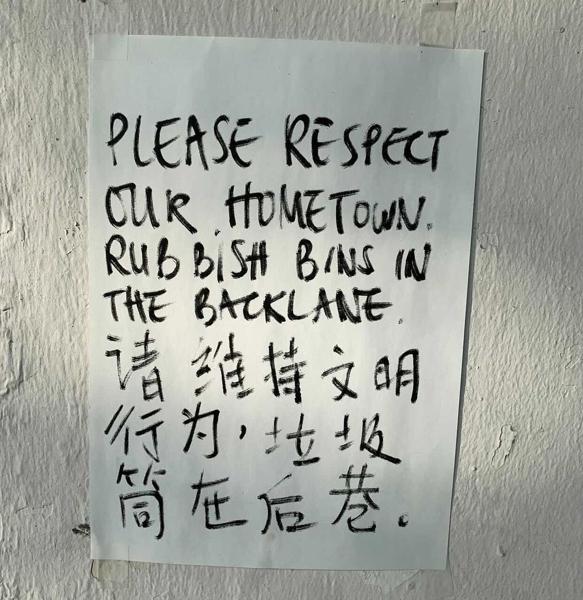 PLEASE RESPECT
OUR HOMETOWN.
RUBBISH BINS IN
THE BACKLANE.
请维持文明
行为，垃圾
筒在后巷。